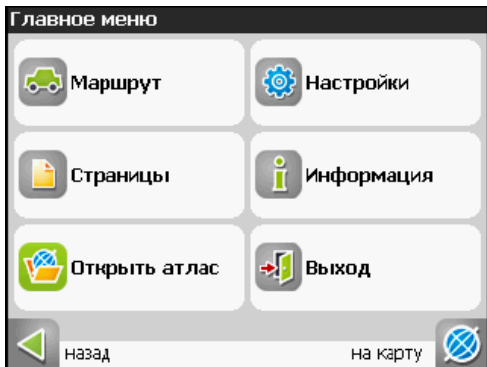 Главное меню
Маршрут
Настройки
Страницы
Информация
Открыть атлас
Выход
назад
на карту